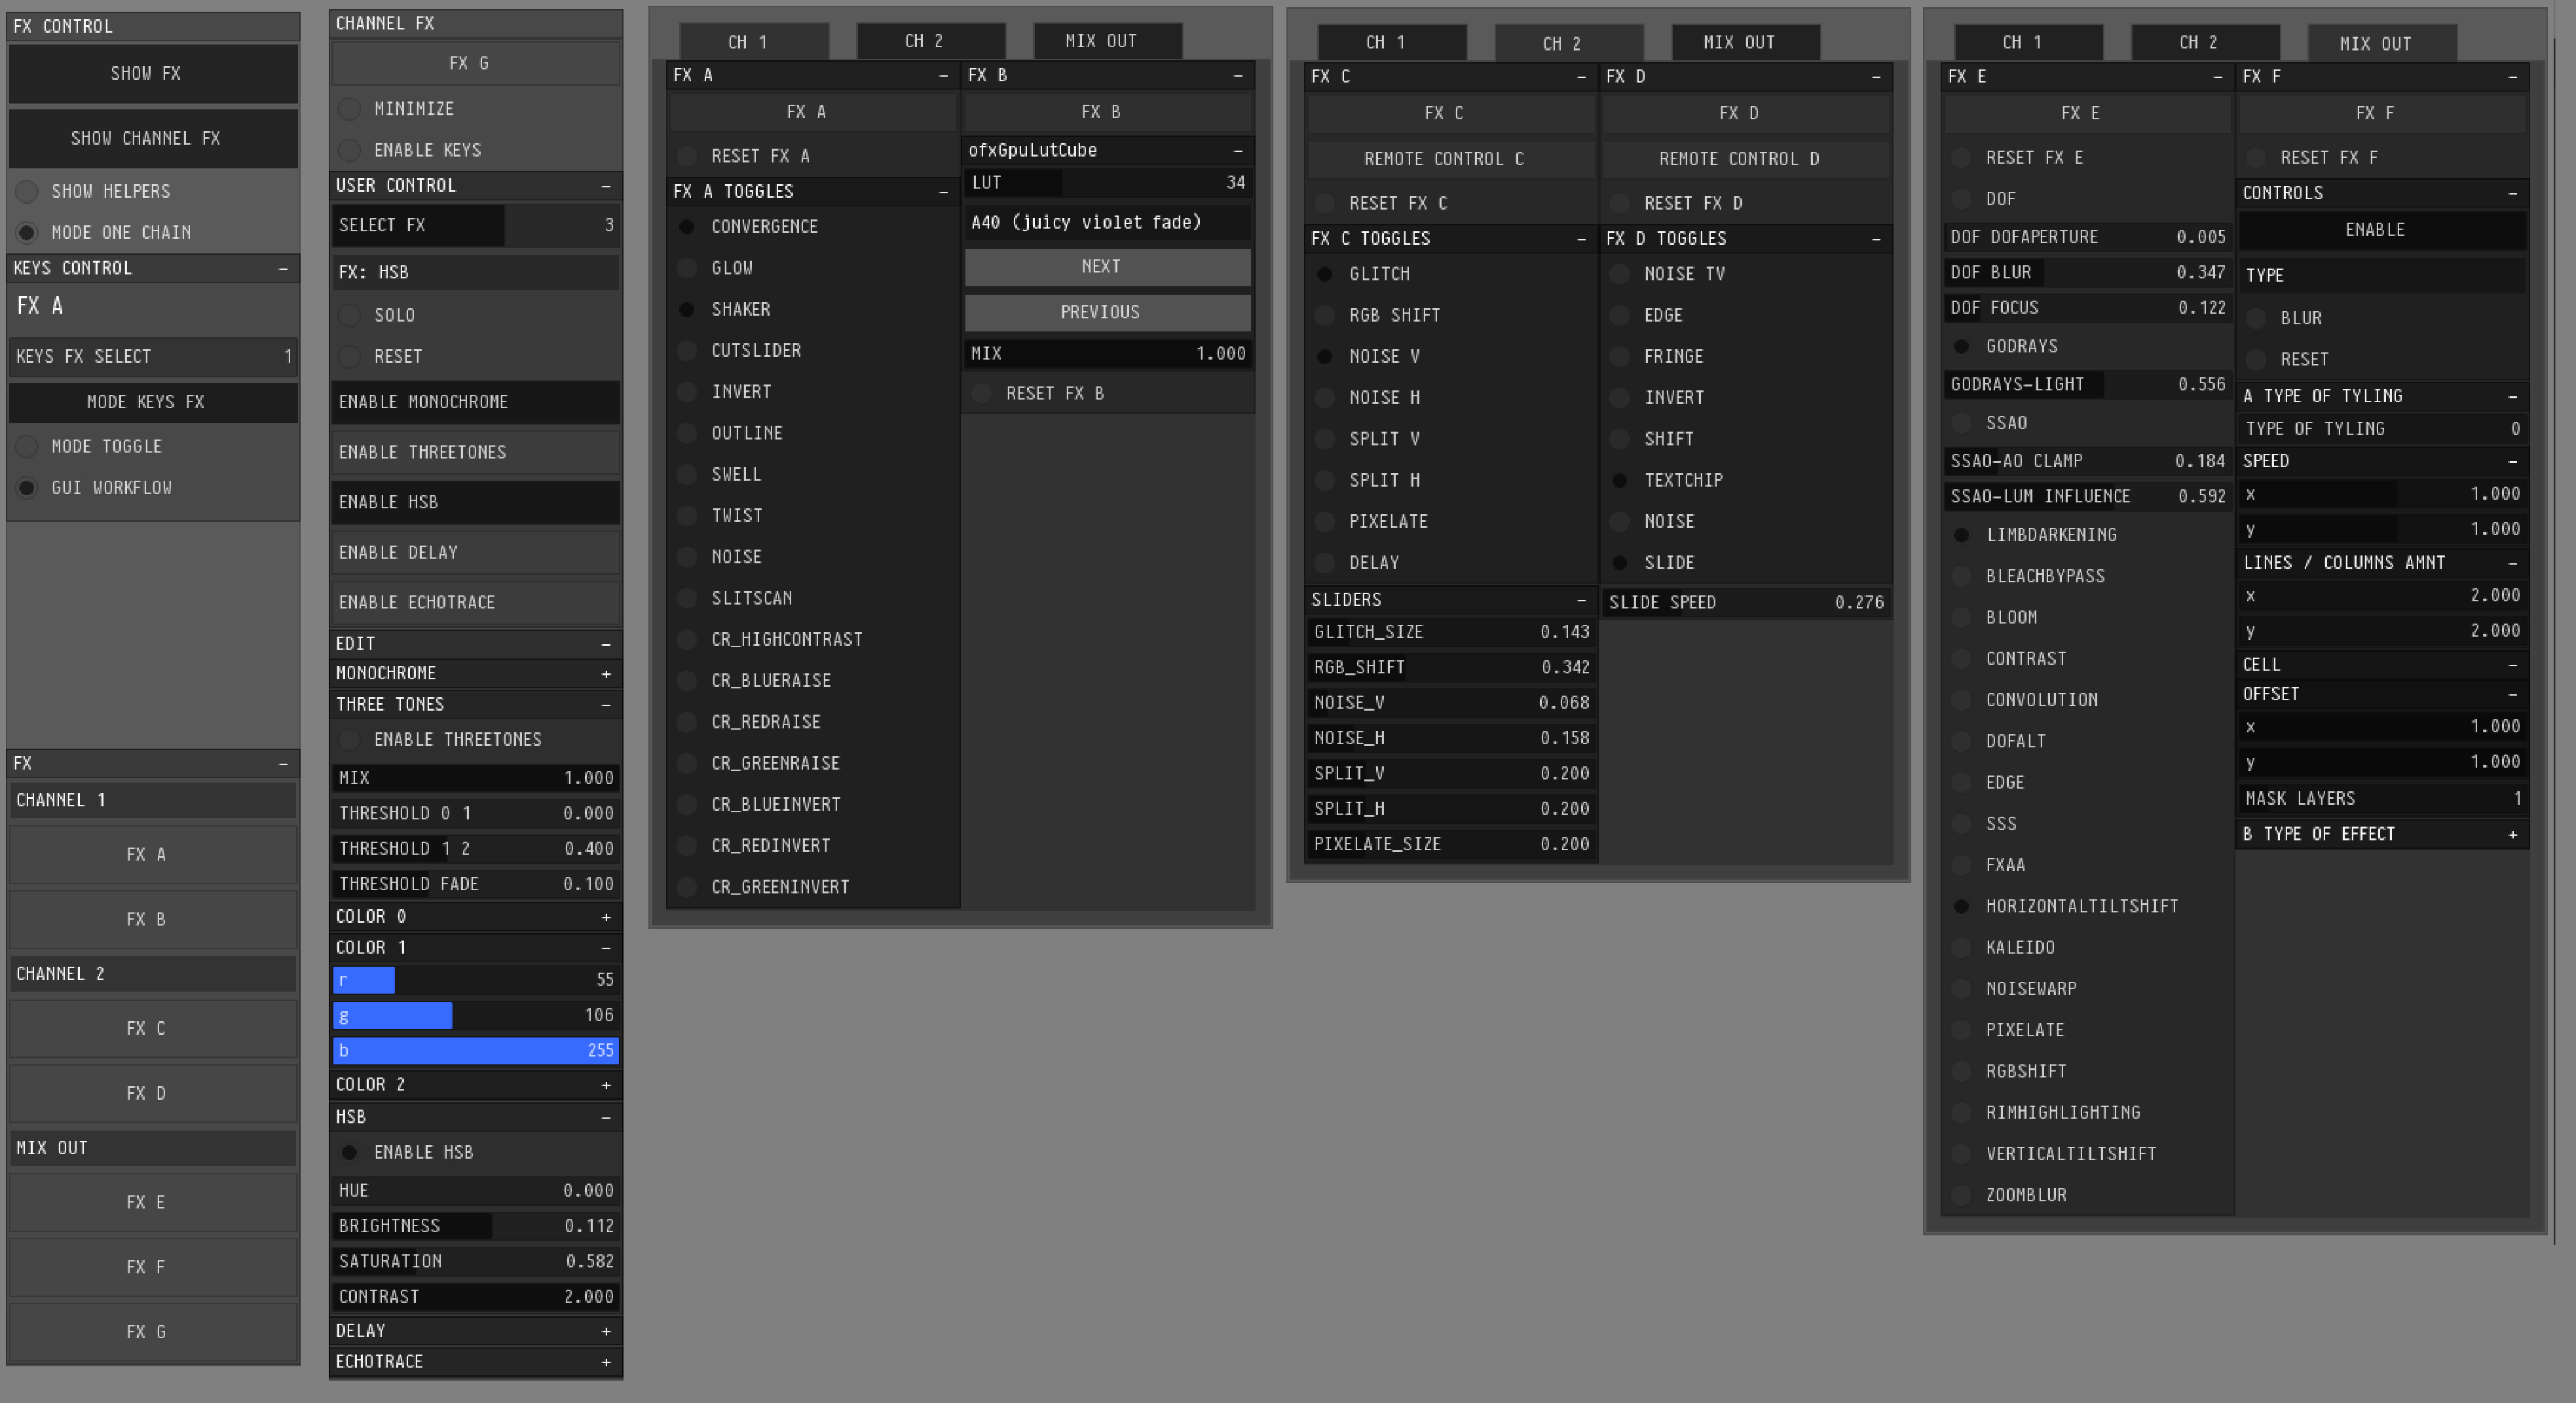 FX CONTROL
SHOW FX
SHOW CHANNEL FX
SHOW HELPERS
MODE ONE CHAIN
KEYS CONTROL –
FX A
KEYS FX SELECT 1
MODE KEYS FX
MODE TOGGLE
GUI WORKFLOW
FX –
CHANNEL 1
FX A
FX B
CHANNEL 2
FX C
FX D
MIX OUT
FX E
FX F
FX G
CHANNEL FX
FX G
MINIMIZE
ENABLE KEYS
USER CONTROL –
SELECT FX 3
FX: HSB
SOLO
RESET
ENABLE MONOCHROME
ENABLE THREETONES
ENABLE HSB
ENABLE DELAY
ENABLE ECHOTRACE
EDIT –
MONOCHROME +
THREE TONES –
ENABLE THREETONES
MIX 1.000
THRESHOLD 0 1 0.000
THRESHOLD 1 2 0.400
THRESHOLD FADE 0.100
COLOR 0 +
COLOR 1 –
r 55
g 106
b 255
COLOR 2 +
HSB –
ENABLE HSB
HUE 0.000
BRIGHTNESS 0.112
SATURATION 0.582
CONTRAST 2.000
DELAY +
ECHOTRACE +
CH 1 CH 2 MIX OUT
FX A –
FX A
RESET FX A
FX A TOGGLES –
CONVERGENCE
GLOW
SHAKER
CUTSLIDER
INVERT
OUTLINE
SWELL
TWIST
NOISE
SLITSCAN
CR_HIGHCONTRAST
CR_BLUERAISE
CR_REDRAISE
CR_GREENRAISE
CR_BLUEINVERT
CR_REDINVERT
CR_GREENINVERT
FX B –
FX B
ofxGpuLutCube –
LUT 34
A40 (juicy violet fade)
NEXT
PREVIOUS
MIX 1.000
RESET FX B
CH 1 CH 2 MIX OUT
FX C –
FX C
REMOTE CONTROL C
RESET FX C
FX C TOGGLES –
GLITCH
RGB SHIFT
NOISE V
NOISE H
SPLIT V
SPLIT H
PIXELATE
DELAY
SLIDERS –
GLITCH_SIZE 0.143
RGB_SHIFT 0.342
NOISE_V 0.068
NOISE_H 0.158
SPLIT_V 0.200
SPLIT_H 0.200
PIXELATE_SIZE 0.200
FX D –
FX D
REMOTE CONTROL D
RESET FX D
FX D TOGGLES –
NOISE TV
EDGE
FRINGE
INVERT
SHIFT
TEXTCHIP
NOISE
SLIDE
SLIDE SPEED 0.276
CH 1 CH 2 MIX OUT
FX E –
FX E
RESET FX E
DOF
DOF DOFAPERTURE 0.005
DOF BLUR 0.347
DOF FOCUS 0.122
GODRAYS
GODRAYS-LIGHT 0.556
SSAO
SSAO-AO CLAMP 0.184
SSAO-LUM INFLUENCE 0.592
LIMBDARKENING
BLEACHBYPASS
BLOOM
CONTRAST
CONVOLUTION
DOFALT
EDGE
SSS
FXAA
HORIZONTALTILTSHIFT
KALEIDO
NOISEWARP
PIXELATE
RGBSHIFT
RIMHIGHLIGHTING
VERTICALTILTSHIFT
ZOOMBLUR
FX F –
FX F
RESET FX F
CONTROLS –
ENABLE
TYPE
BLUR
RESET
A TYPE OF TYLING –
TYPE OF TYLING 0
SPEED –
x 1.000
y 1.000
LINES / COLUMNS AMNT –
x 2.000
y 2.000
CELL –
OFFSET –
x 1.000
y 1.000
MASK LAYERS 1
B TYPE OF EFFECT +